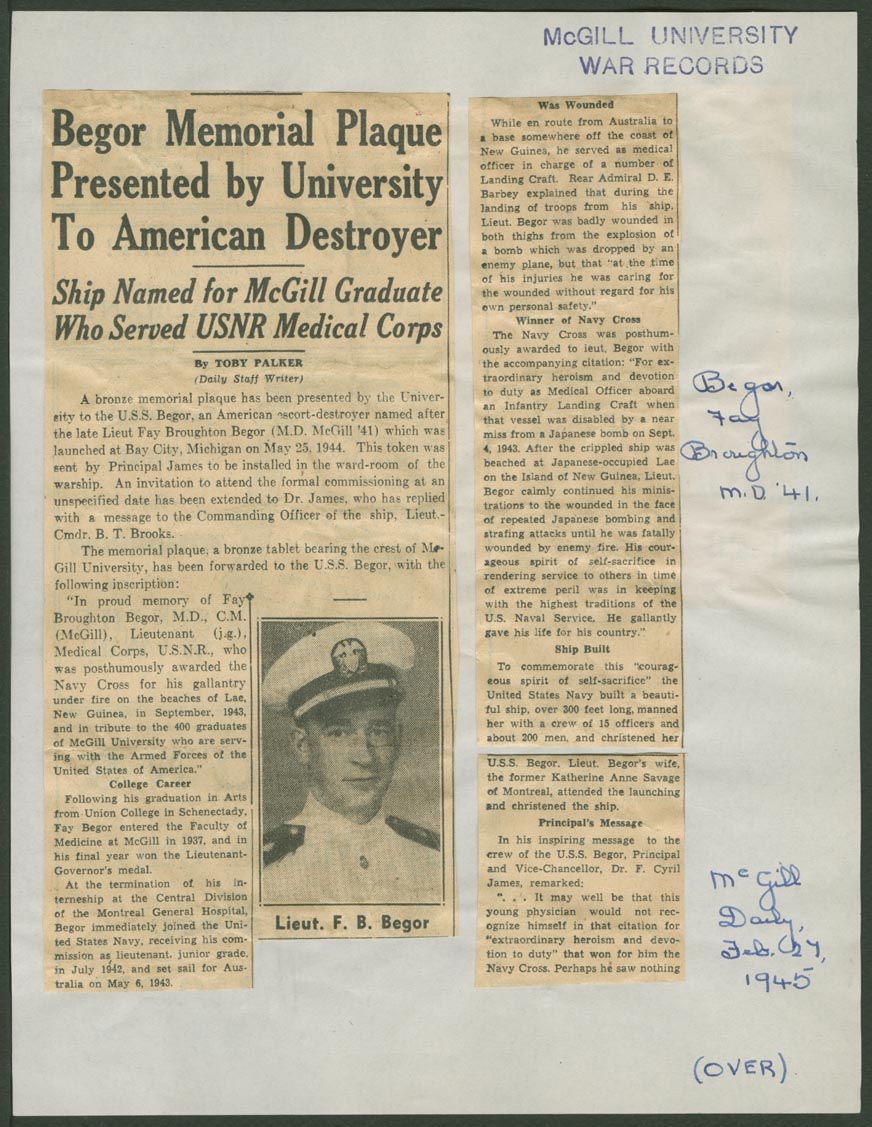 McGILL UNIVERSITY
WAR RECORDS
Begor Memorial Plaque
Presented by University
To American Destroyer
Ship Named for McGill Graduate
Who Served USNR Medical Corps
By TOBY PALKER
(Daily Staff Writer)
A bronze memorial plaque has been presented by the Univer-
sity to the U.S.S. Begor, an American escort-destroyer named after
the late Lieut Fay Broughton Begor (M.D. McGill '41) which was
launched at Bay City, Michigan on May 25, 1944. This token was
sent by Principal James to be installed in the ward-room of the
warship. An invitation to attend the formal commissioning at an
unspecified date has been extended to Dr. James, who has replied
with a message to the Commanding Officer of the ship, Lieut.-
Cmdr. B. T. Brooks.
The memorial plaque, a bronze tablet bearing the crest of Mc-
Gill University, has been forwarded to the U.S.S. Begor, with the
following inscription:
"In proud memory of Fay
Broughton Begor, M.D., C.M.
(McGill), Lieutenant (j.g.),
Medical Corps, U.S.N.R., who
was posthumously awarded the
Navy Cross for his gallantry
under fire on the beaches of Lae,
New Guinea, in September, 1943,
and in tribute to the 400 graduates
of McGill University who are serv-
ing with the Armed Forces of the
United States of America."
College Career
Following his graduation in Arts
from Union College in Schenectady,
Fay Begor entered the Faculty of
Medicine at McGill in 1937, and in
his final year won the Lieutenant-
Governor's medal.
At the termination of his in-
terneship at the Central Division
of the Montreal General Hospital,
Begor immediately joined the Uni-
ted States Navy, receiving his com-
mission as lieutenant, junior grade,
in July 1942, and set sail for Aus-
tralia on May 6, 1943.
Lieut. F. B. Begor
Was Wounded
While en route from Australia to
a base somewhere off the coast of
New Guinea, he served as medical
officer in charge of a number of
Landing Craft. Rear Admiral D. E.
Barbey explained that during the
landing of troops from his ship,
Lieut. Begor was badly wounded in
both thighs from the explosion of
a bomb which was dropped by an
enemy plane, but that "at the time
of his injuries he was caring for
the wounded without regard for his
own personal safety."
Winner of Navy Cross
The Navy Cross was posthum-
ously awarded to ieut. Begor with
the accompanying citation: "For ex-
traordinary heroism and devotion
to duty as Medical Officer aboard
an Infantry Landing Craft when
that vessel was disabled by a near
miss from a Japanese bomb on Sept.
4, 1943. After the crippled ship was
beached at Japanese-occupied Lae
on the Island of New Guinea, Lieut.
Begor calmly continued his minis-
trations to the wounded in the face
of repeated Japanese bombing and
strafing attacks until he was fatally
wounded by enemy fire. His cour-
ageous spirit of self-sacrifice in
rendering service to others in time
of extreme peril was in keeping
with the highest traditions of the
U.S. Naval Service. He gallantly
gave his life for his country."
Ship Built
To commemorate this "courag-
eous spirit of self-sacrifice" the
United States Navy built a beauti-
ful ship, over 300 feet long, manned
her with a crew of 15 officers and
about 200 men, and christened her
U.S.S. Begor. Lieut. Begor's wife,
the former Katherine Anne Savage
of Montreal, attended the launching
and christened the ship.
Principal's Message
In his inspiring message to the
crew of the U.S.S. Begor, Principal
and Vice-Chancellor, Dr. F. Cyril
James, remarked:
". . . It may well be that this
young physician would not rec-
ognize himself in that citation for
"extraordinary heroism and devo-
tion to duty" that won for him the
Navy Cross. Perhaps he saw nothing
Begor,
Fay
Broughton
M.D. '41.
McGill
Daily,
Feb. 27,
1945
(OVER)